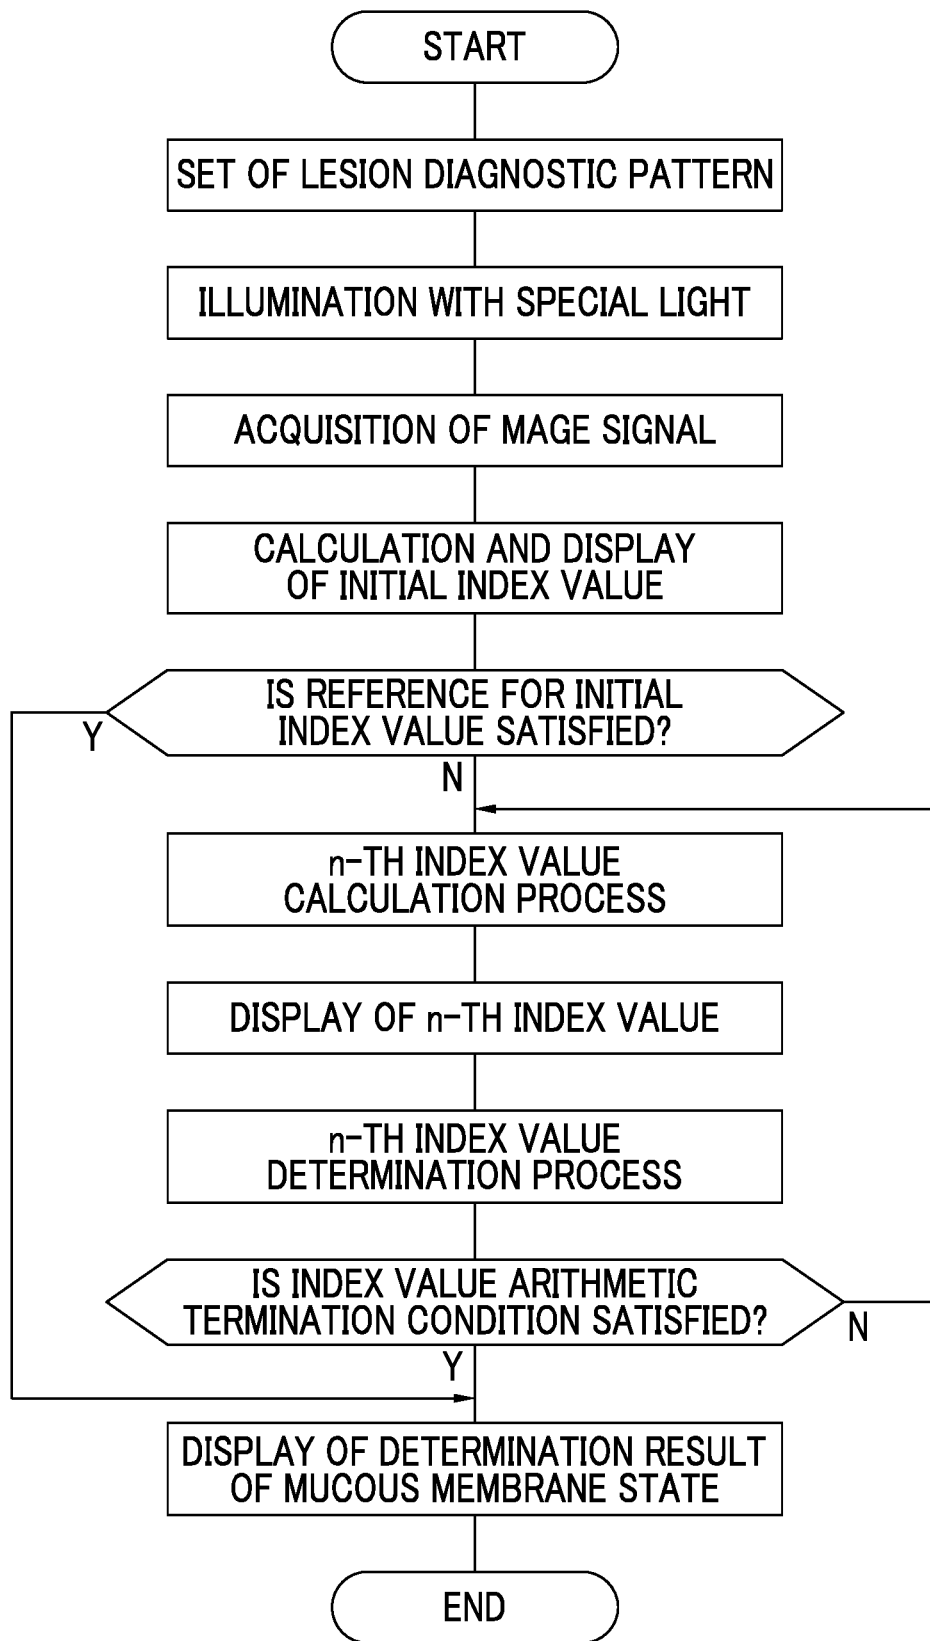 START
SET OF LESION DIAGNOSTIC PATTERN
ILLUMINATION WITH SPECIAL LIGHT
ACQUISITION OF MAGE SIGNAL
CALCULATION AND DISPLAY
OF INITIAL INDEX VALUE
IS REFERENCE FOR INITIAL
INDEX VALUE SATISFIED?
Y
N
n-TH INDEX VALUE
CALCULATION PROCESS
DISPLAY OF n-TH INDEX VALUE
n-TH INDEX VALUE
DETERMINATION PROCESS
IS INDEX VALUE ARITHMETIC
TERMINATION CONDITION SATISFIED?
N
Y
DISPLAY OF DETERMINATION RESULT
OF MUCOUS MEMBRANE STATE
END